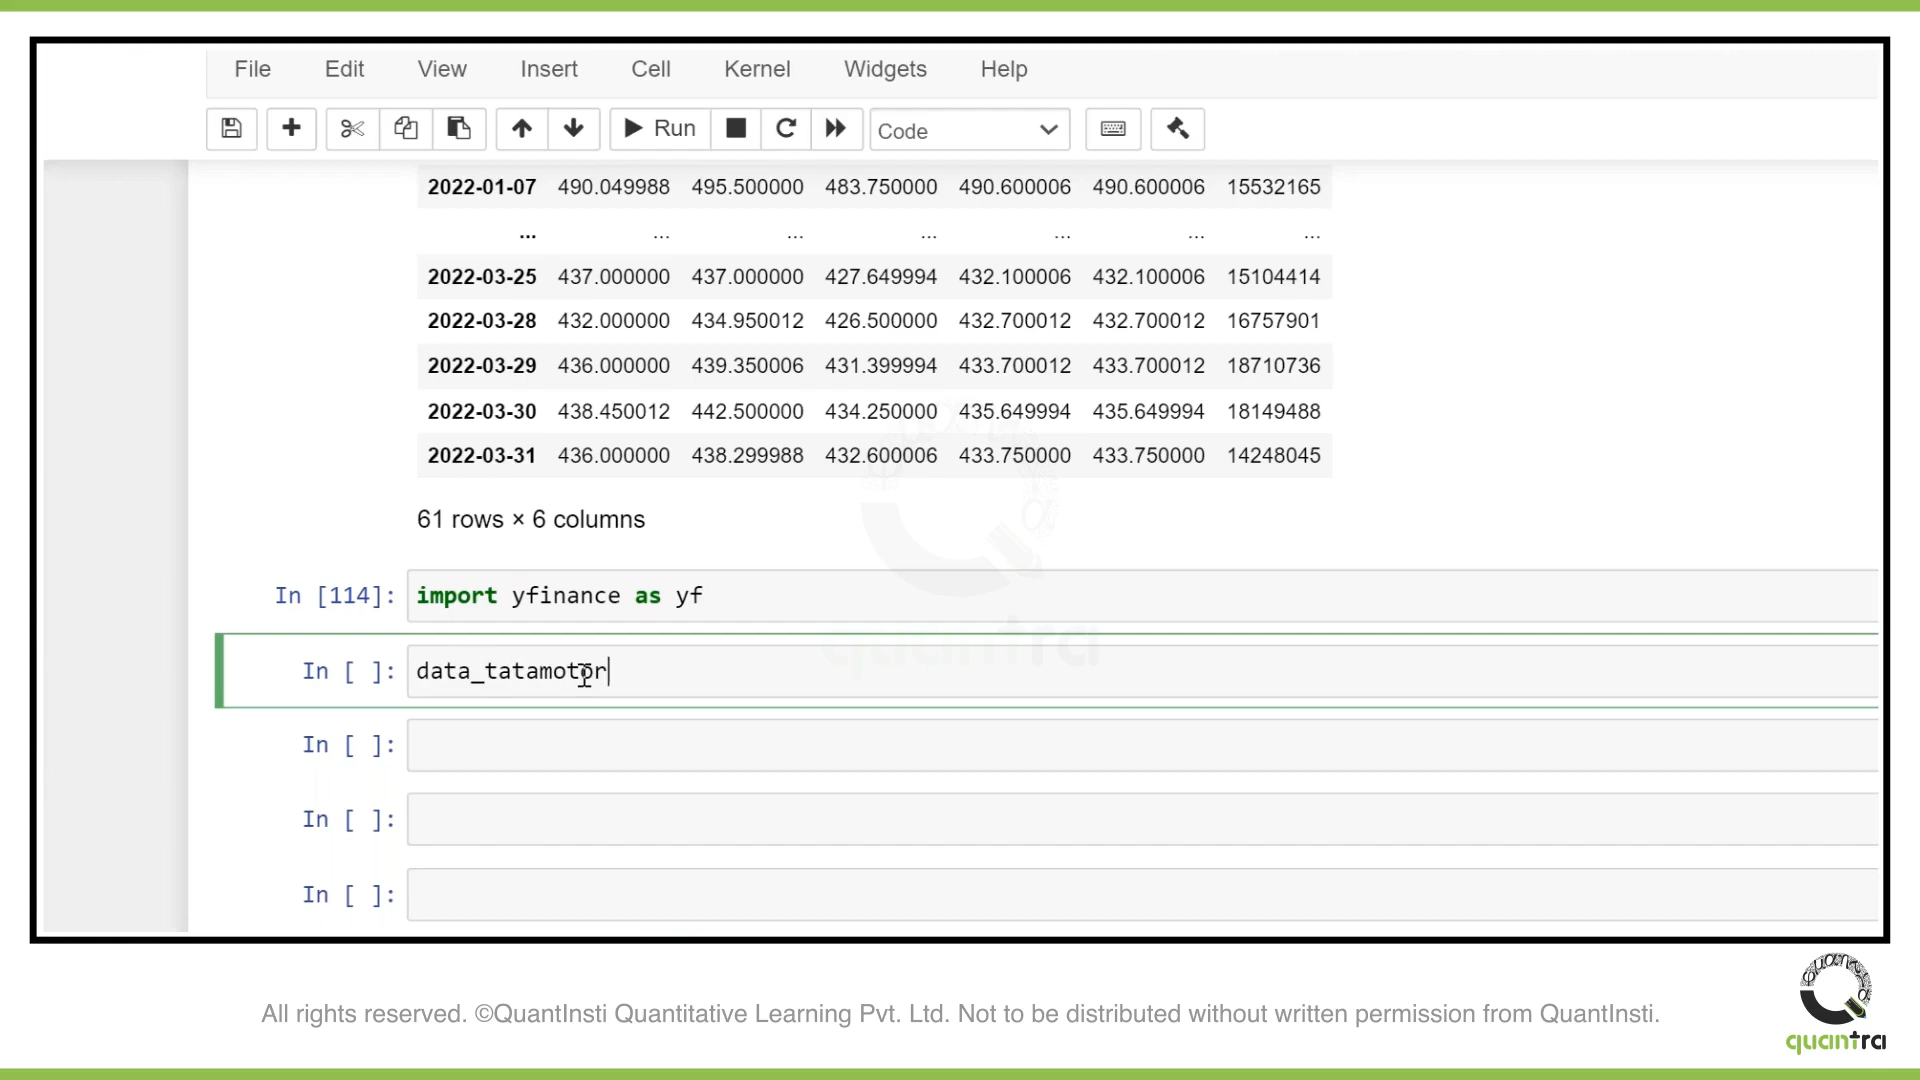 File Edit View Insert Cell Kernel Widgets Help
Run Code
2022-01-07 490.049988 495.500000 483.750000 490.600006 490.600006 15532165
... ... ... ... ... ... ...
2022-03-25 437.000000 437.000000 427.649994 432.100006 432.100006 15104414
2022-03-28 432.000000 434.950012 426.500000 432.700012 432.700012 16757901
2022-03-29 436.000000 439.350006 431.399994 433.700012 433.700012 18710736
2022-03-30 438.450012 442.500000 434.250000 435.649994 435.649994 18149488
2022-03-31 436.000000 438.299988 432.600006 433.750000 433.750000 14248045
61 rows × 6 columns
In [114]: import yfinance as yf
quantra
In [ ]: data_tatamotor
In [ ]:
In [ ]:
In [ ]:
All rights reserved. ©QuantInsti Quantitative Learning Pvt. Ltd. Not to be distributed without written permission from QuantInsti.
quantra